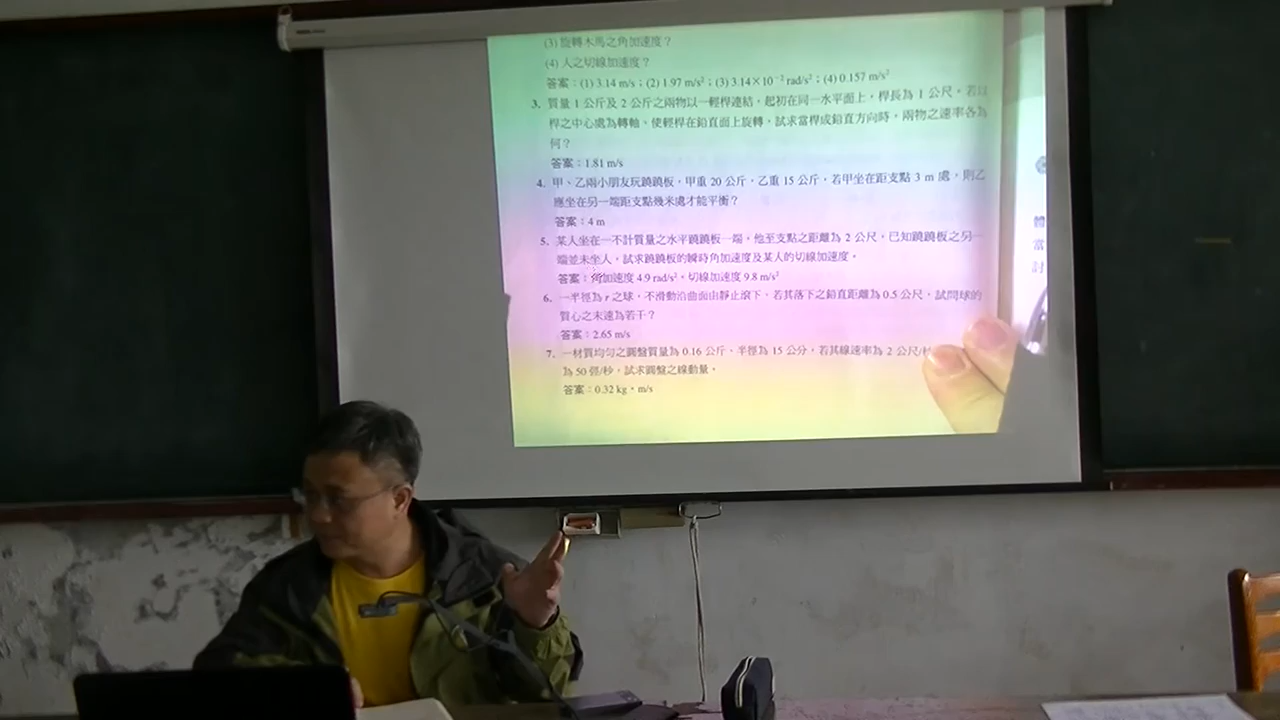 (3) 旋轉木馬之角加速度？
(4) 人之切線加速度？
答案：(1) 3.14 m/s；(2) 1.97 m/s²；(3) 3.14×10⁻² rad/s²；(4) 0.157 m/s²
3. 質量 1 公斤及 2 公斤之兩物以一輕桿連結，起初在同一水平面上，桿長為 1 公尺。若以
桿之中心處為轉軸，使輕桿在鉛直面上旋轉，試求當桿成鉛直方向時，兩物之速率各為
何？
答案：1.81 m/s
4. 甲、乙兩小朋友玩蹺蹺板，甲重 20 公斤，乙重 15 公斤，若甲坐在距支點 3 m 處，則乙
應坐在另一端距支點幾米處才能平衡？
答案：4 m
5. 某人坐在一不計質量之水平蹺蹺板一端。他至支點之距離為 2 公尺，已知蹺蹺板之另一
端並未坐人，試求蹺蹺板的瞬時角加速度及某人的切線加速度。
答案：角加速度 4.9 rad/s²，切線加速度 9.8 m/s²
6. 一半徑為 r 之球，不滑動沿曲面由靜止滾下，若其落下之鉛直距離為 0.5 公尺，試問球的
質心之末速為若干？
答案：2.65 m/s
7. 一材質均勻之圓盤質量為 0.16 公斤、半徑為 15 公分，若其線速率為 2 公尺/
為 50 弳/秒，試求圓盤之線動量。
答案：0.32 kg·m/s
體
當
討